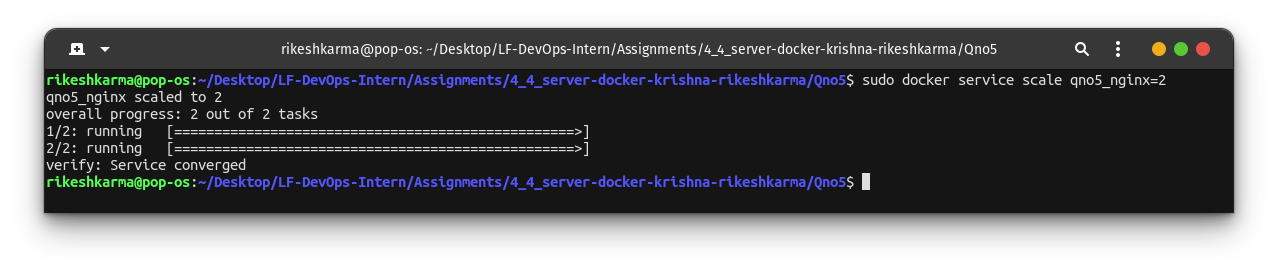 rikeshkarma@pop-os: ~/Desktop/LF-DevOps-Intern/Assignments/4_4_server-docker-krishna-rikeshkarma/Qno5
rikeshkarma@pop-os:~/Desktop/LF-DevOps-Intern/Assignments/4_4_server-docker-krishna-rikeshkarma/Qno5$ sudo docker service scale qno5_nginx=2
qno5_nginx scaled to 2
overall progress: 2 out of 2 tasks
1/2: running   [==================================================>]
2/2: running   [==================================================>]
verify: Service converged
rikeshkarma@pop-os:~/Desktop/LF-DevOps-Intern/Assignments/4_4_server-docker-krishna-rikeshkarma/Qno5$